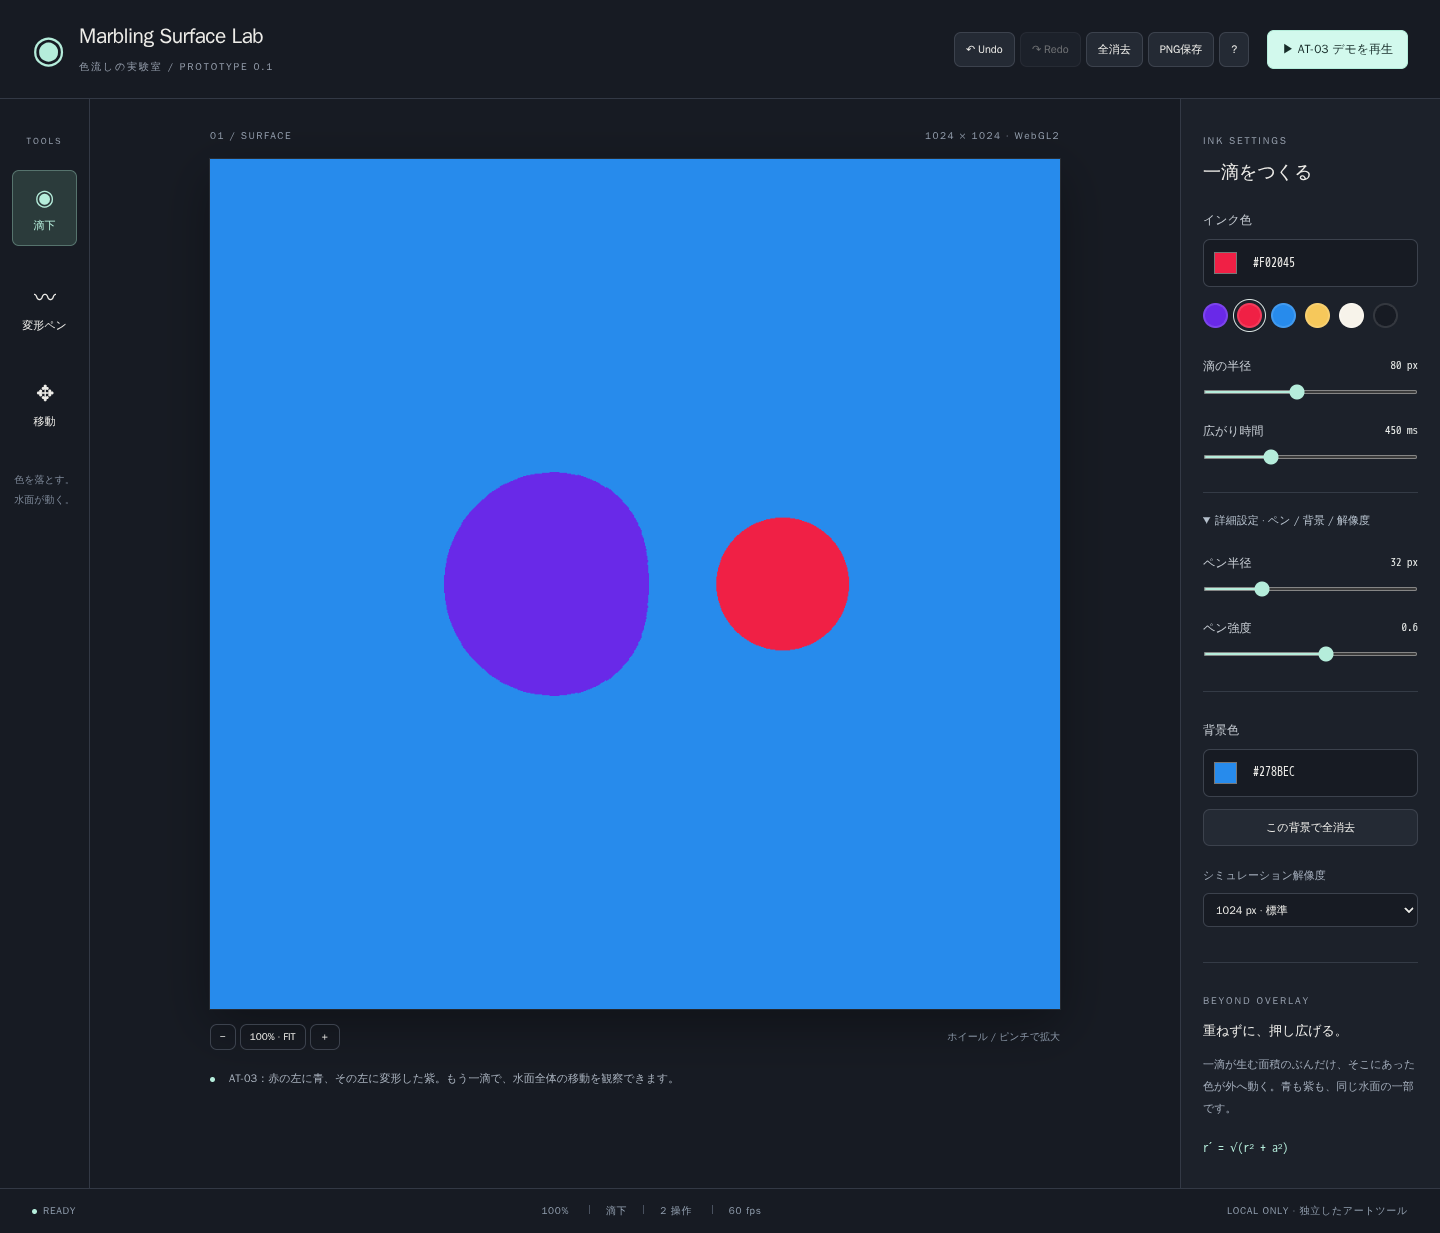 Marbling Surface Lab
色流しの実験室 / PROTOTYPE 0.1
↶ Undo
↷ Redo
全消去
PNG保存
?
▶ AT-03 デモを再生
TOOLS
滴下
変形ペン
移動
色を落とす。
水面が動く。
01 / SURFACE
1024 × 1024 · WebGL2
−
100% · FIT
+
ホイール / ピンチで拡大
AT-03：赤の左に青、その左に変形した紫。もう一滴で、水面全体の移動を観察できます。
INK SETTINGS
一滴をつくる
インク色
#F02045
滴の半径
80 px
広がり時間
450 ms
▼ 詳細設定 · ペン / 背景 / 解像度
ペン半径
32 px
ペン強度
0.6
背景色
#278BEC
この背景で全消去
シミュレーション解像度
1024 px · 標準
BEYOND OVERLAY
重ねずに、押し広げる。
一滴が生む面積のぶんだけ、そこにあった
色が外へ動く。青も紫も、同じ水面の一部
です。
r′ = √(r² + a²)
READY
100%
滴下
2 操作
60 fps
LOCAL ONLY · 独立したアートツール